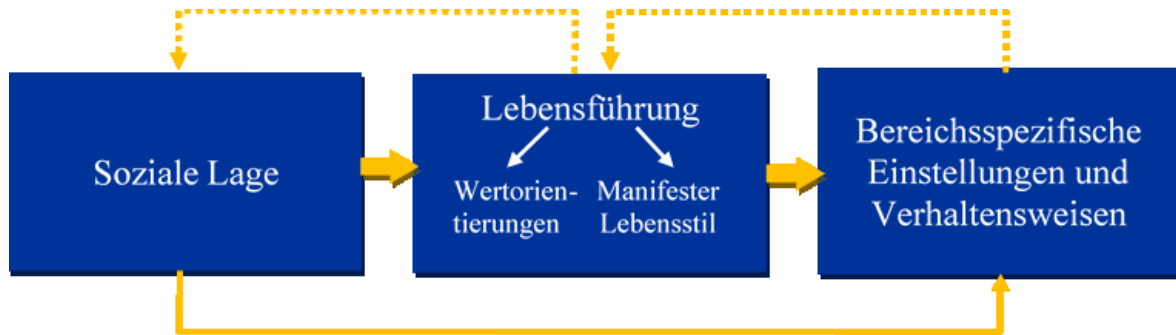 Soziale Lage
Lebensführung
Wertorien-
tierungen
Manifester
Lebensstil
Bereichsspezifische
Einstellungen und
Verhaltensweisen